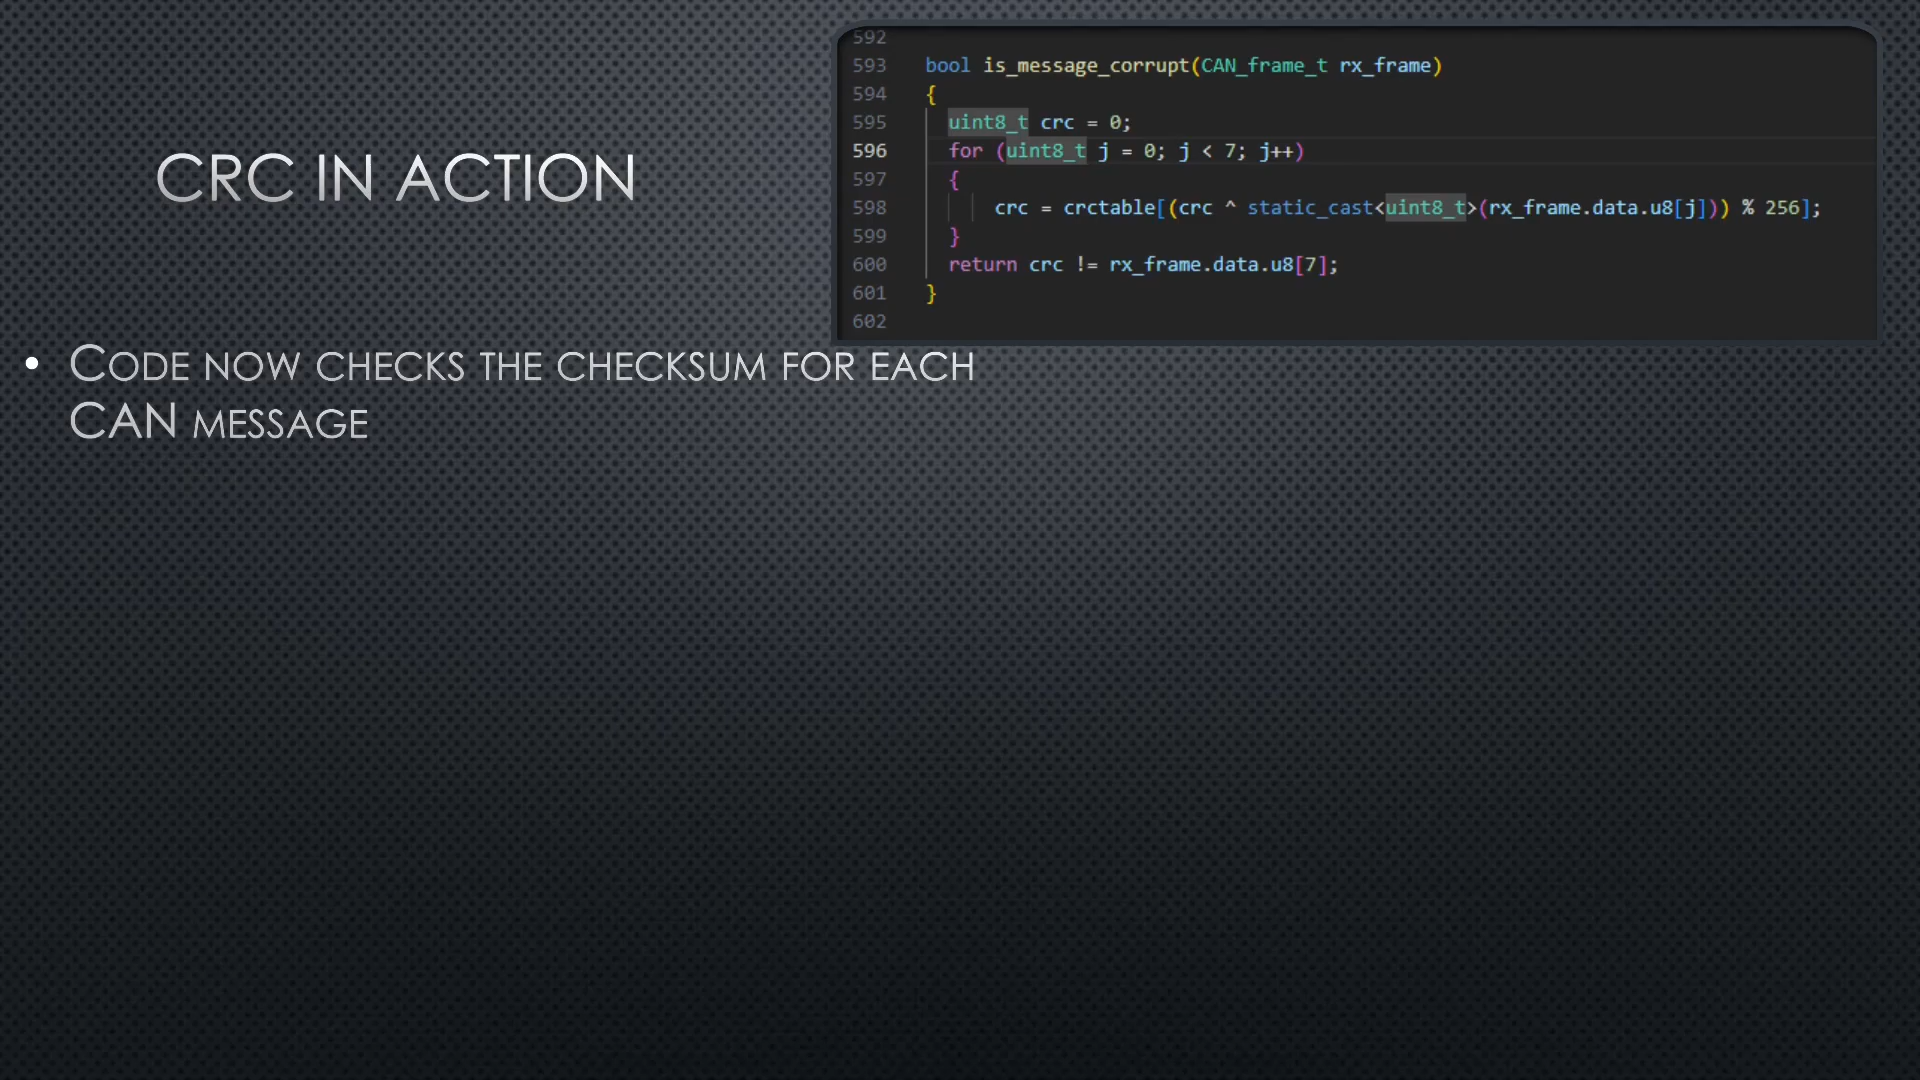 CRC IN ACTION
592
593 bool is_message_corrupt(CAN_frame_t rx_frame)
594 {
595 uint8_t crc = 0;
596 for (uint8_t j = 0; j < 7; j++)
597 {
598 crc = crctable[(crc ^ static_cast<uint8_t>(rx_frame.data.u8[j])) % 256];
599 }
600 return crc != rx_frame.data.u8[7];
601 }
602
• CODE NOW CHECKS THE CHECKSUM FOR EACH
CAN MESSAGE